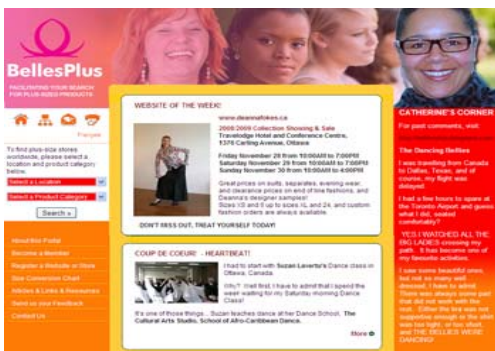 BellesPlus
FACILITATING YOUR SEARCH
FOR PLUS-SIZED PRODUCTS
Français
To find plus-size stores
worldwide, please select a
location and product category
below.
Select a Location
Select a Product Category
Search »
About this Portal
Become a Member
Register a Website or Store
Size Conversion Chart
Articles & Links & Resources
Send us your Feedback
Contact Us
WEBSITE OF THE WEEK!
www.deannafokes.ca
2008/2009 Collection Showing & Sale
Travelodge Hotel and Conference Centre,
1376 Carling Avenue, Ottawa
Friday November 28 from 10:00AM to 7:00PM
Saturday November 29 from 10:00AM to 7:00PM
Sunday November 30 from 10:00AM to 4:00PM
Great prices on suits, separates, evening wear,
and clearance prices on end of line fashions, and
Deanna's designer samples!
Sizes 10 and up to sizes XL and 24, and custom
fashion orders are always available.
DON'T MISS OUT, TREAT YOURSELF TODAY!
COUP DE COEUR - HEARTBEAT!
I had to start with Suzan Lavertu's Dance class in
Ottawa, Canada.
Why? Well first, I have to admit that I spend the
week waiting for my Saturday morning Dance
Class!
It's one of those things... Suzan teaches dance at her Dance School, The
Cultural Arts Studio, School of Afro-Caribbean Dance.
More
CATHERINE'S CORNER
For past comments, visit.
The Dancing Bellies
I was travelling from Canada
to Dallas, Texas, and of
course, my flight was
delayed.
I had a few hours to spare at
the Toronto Airport and guess
what I did, seated
comfortably?
YES I WATCHED ALL THE
BIG LADIES crossing my
path. It has become one of
my favourite activities.
I saw some beautiful ones,
but not so many well
dressed, I have to admit.
There was always some part
that did not work with the
rest. Either the bra was not
supportive enough or the shirt
was too tight, or too short,
and THE BELLIES WERE
DANCING!